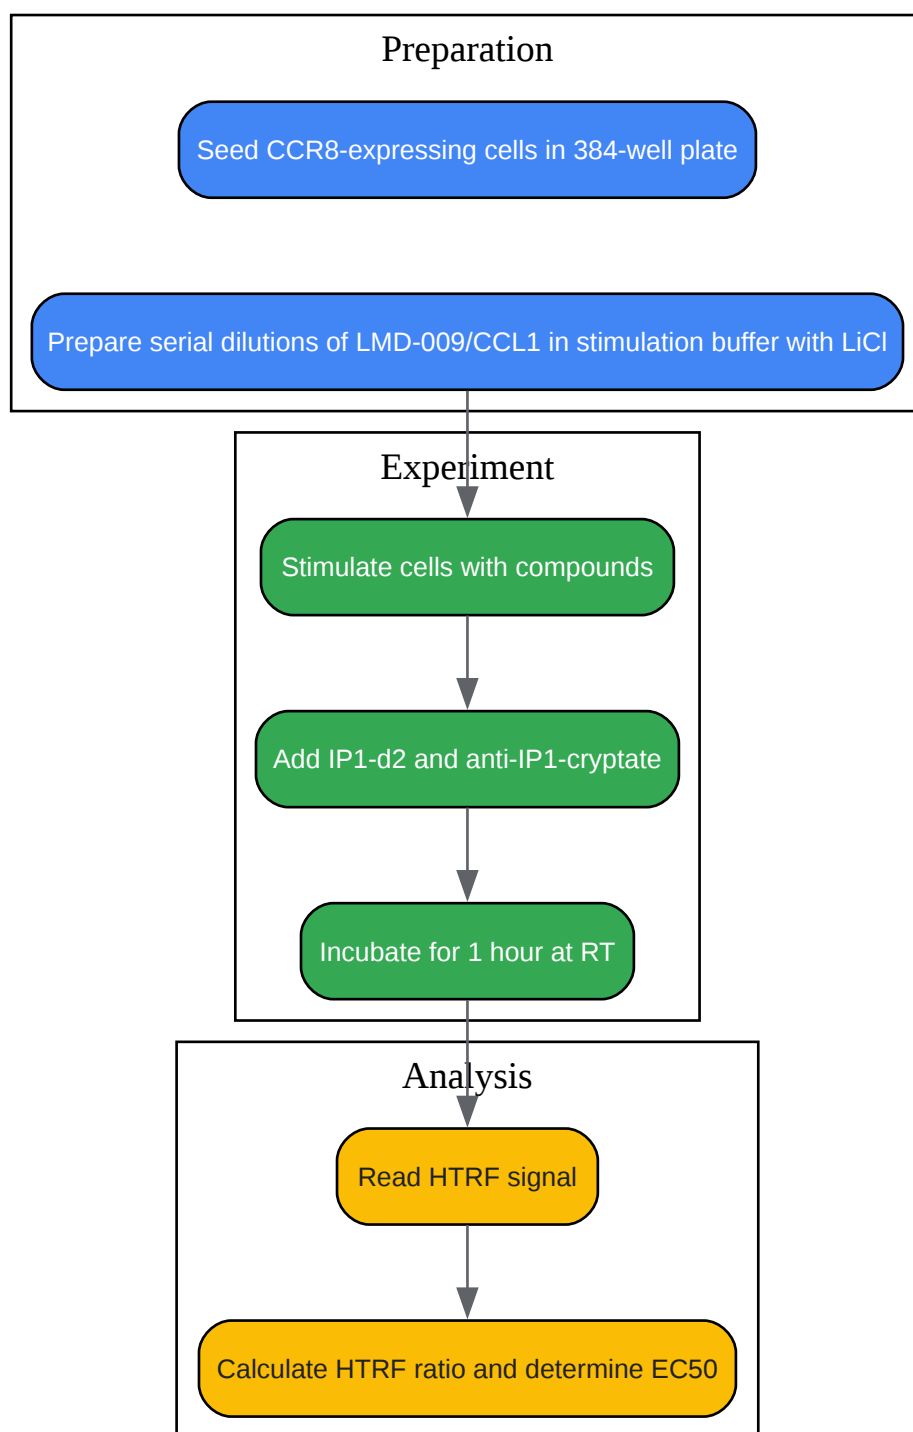 Preparation
Seed CCR8-expressing cells in 384-well plate
Prepare serial dilutions of LMD-009/CCL1 in stimulation buffer with LiCl
Experiment
Stimulate cells with compounds
Add IP1-d2 and anti-IP1-cryptate
Incubate for 1 hour at RT
Analysis
Read HTRF signal
Calculate HTRF ratio and determine EC50